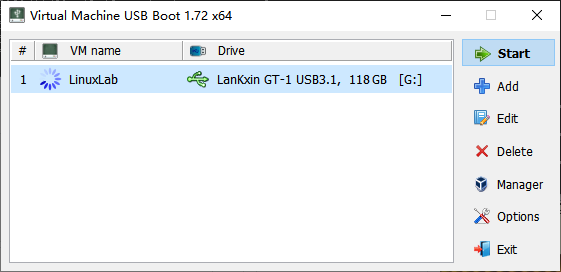 Virtual Machine USB Boot 1.72 x64
# VM name Drive
1 LinuxLab LanKxin GT-1 USB3.1, 118 GB [G:]
Start
Add
Edit
Delete
Manager
Options
Exit